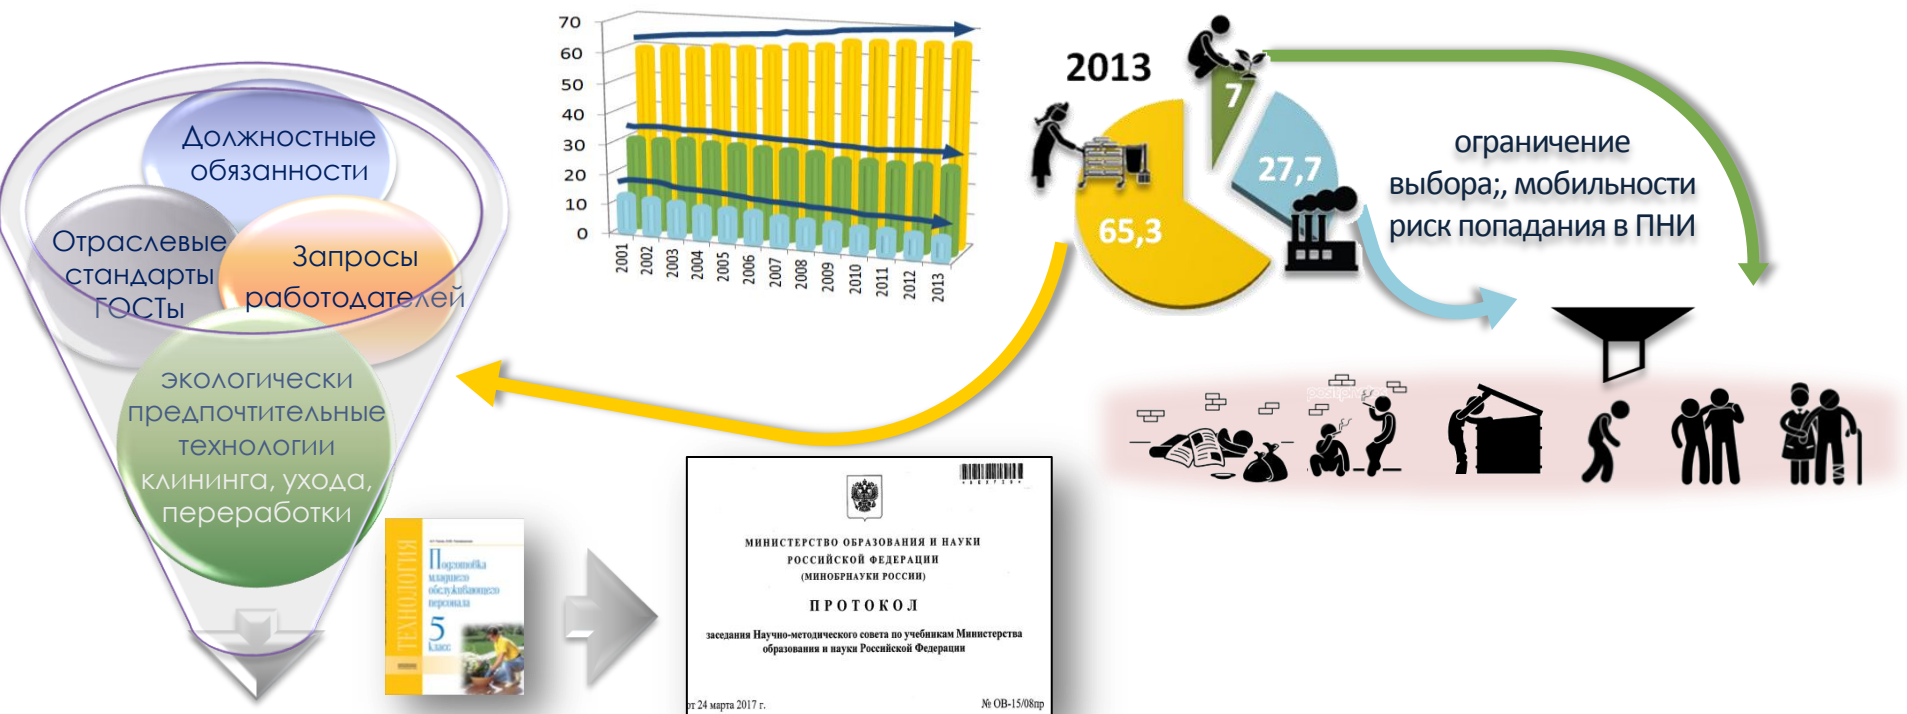 70
60
50
40
30
20
10
0
2001
2002
2003
2004
2005
2006
2007
2008
2009
2010
2011
2012
2013
2013
7
27,7
65,3
ограничение
выбора;, мобильности
риск попадания в ПНИ
Должностные
обязанности
Отраслевые
стандарты
ГОСТы
Запросы
работодателей
экологически
предпочтительные
технологии
клининга, ухода,
переработки
ТЕХНОЛОГИЯ
Подготовка
младшего
обслуживающего
персонала
5
класс
МИНИСТЕРСТВО ОБРАЗОВАНИЯ И НАУКИ
РОССИЙСКОЙ ФЕДЕРАЦИИ
(МИНОБРНАУКИ РОССИИ)
ПРОТОКОЛ
заседания Научно-методического совета по учебникам Министерства
образования и науки Российской Федерации
от 24 марта 2017 г.
№ ОВ-15/08пр